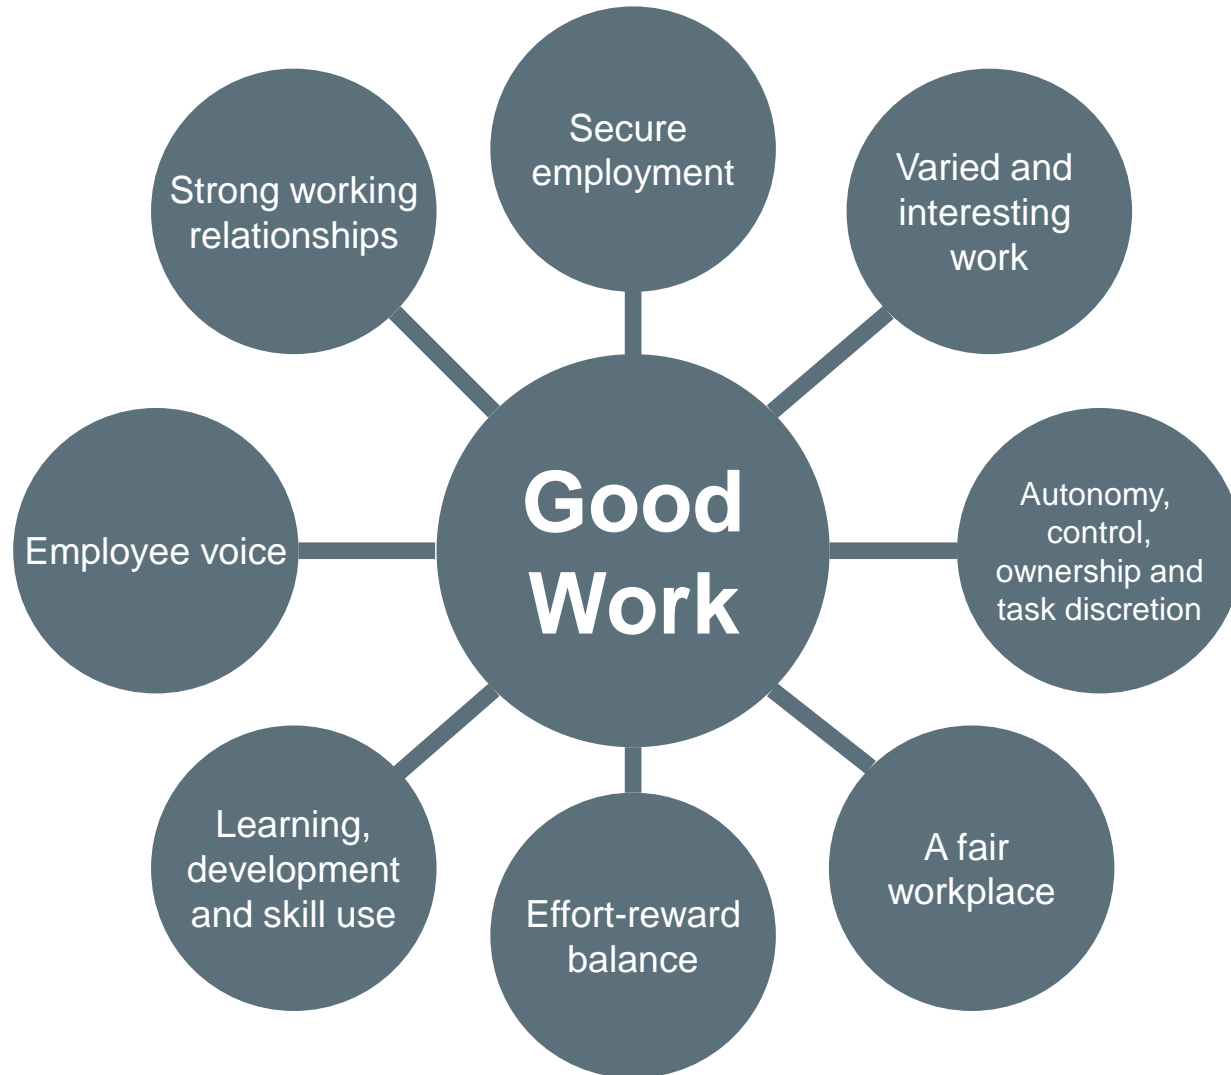 Secure
employment
Varied and
interesting
work
Autonomy,
control,
ownership and
task discretion
A fair
workplace
Effort-reward
balance
Learning,
development
and skill use
Employee voice
Strong working
relationships
Good
Work